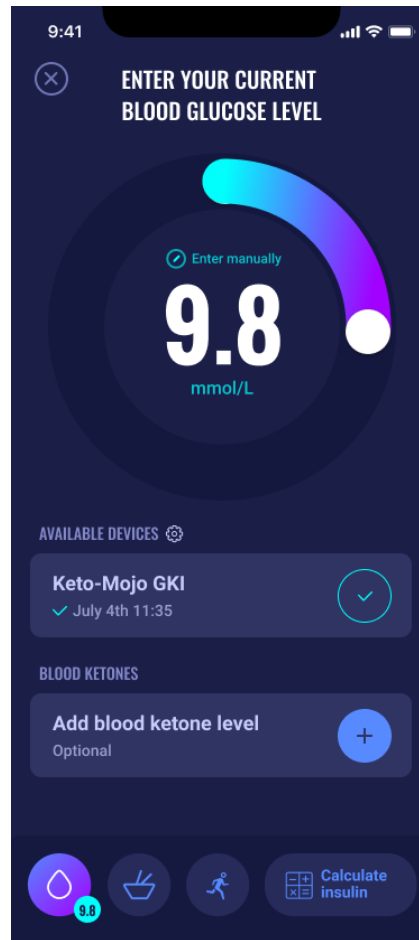 9:41
ENTER YOUR CURRENT
BLOOD GLUCOSE LEVEL
Enter manually
9.8
mmol/L
AVAILABLE DEVICES
Keto-Mojo GKI
July 4th 11:35
BLOOD KETONES
Add blood ketone level
Optional
9.8
Calculate
insulin